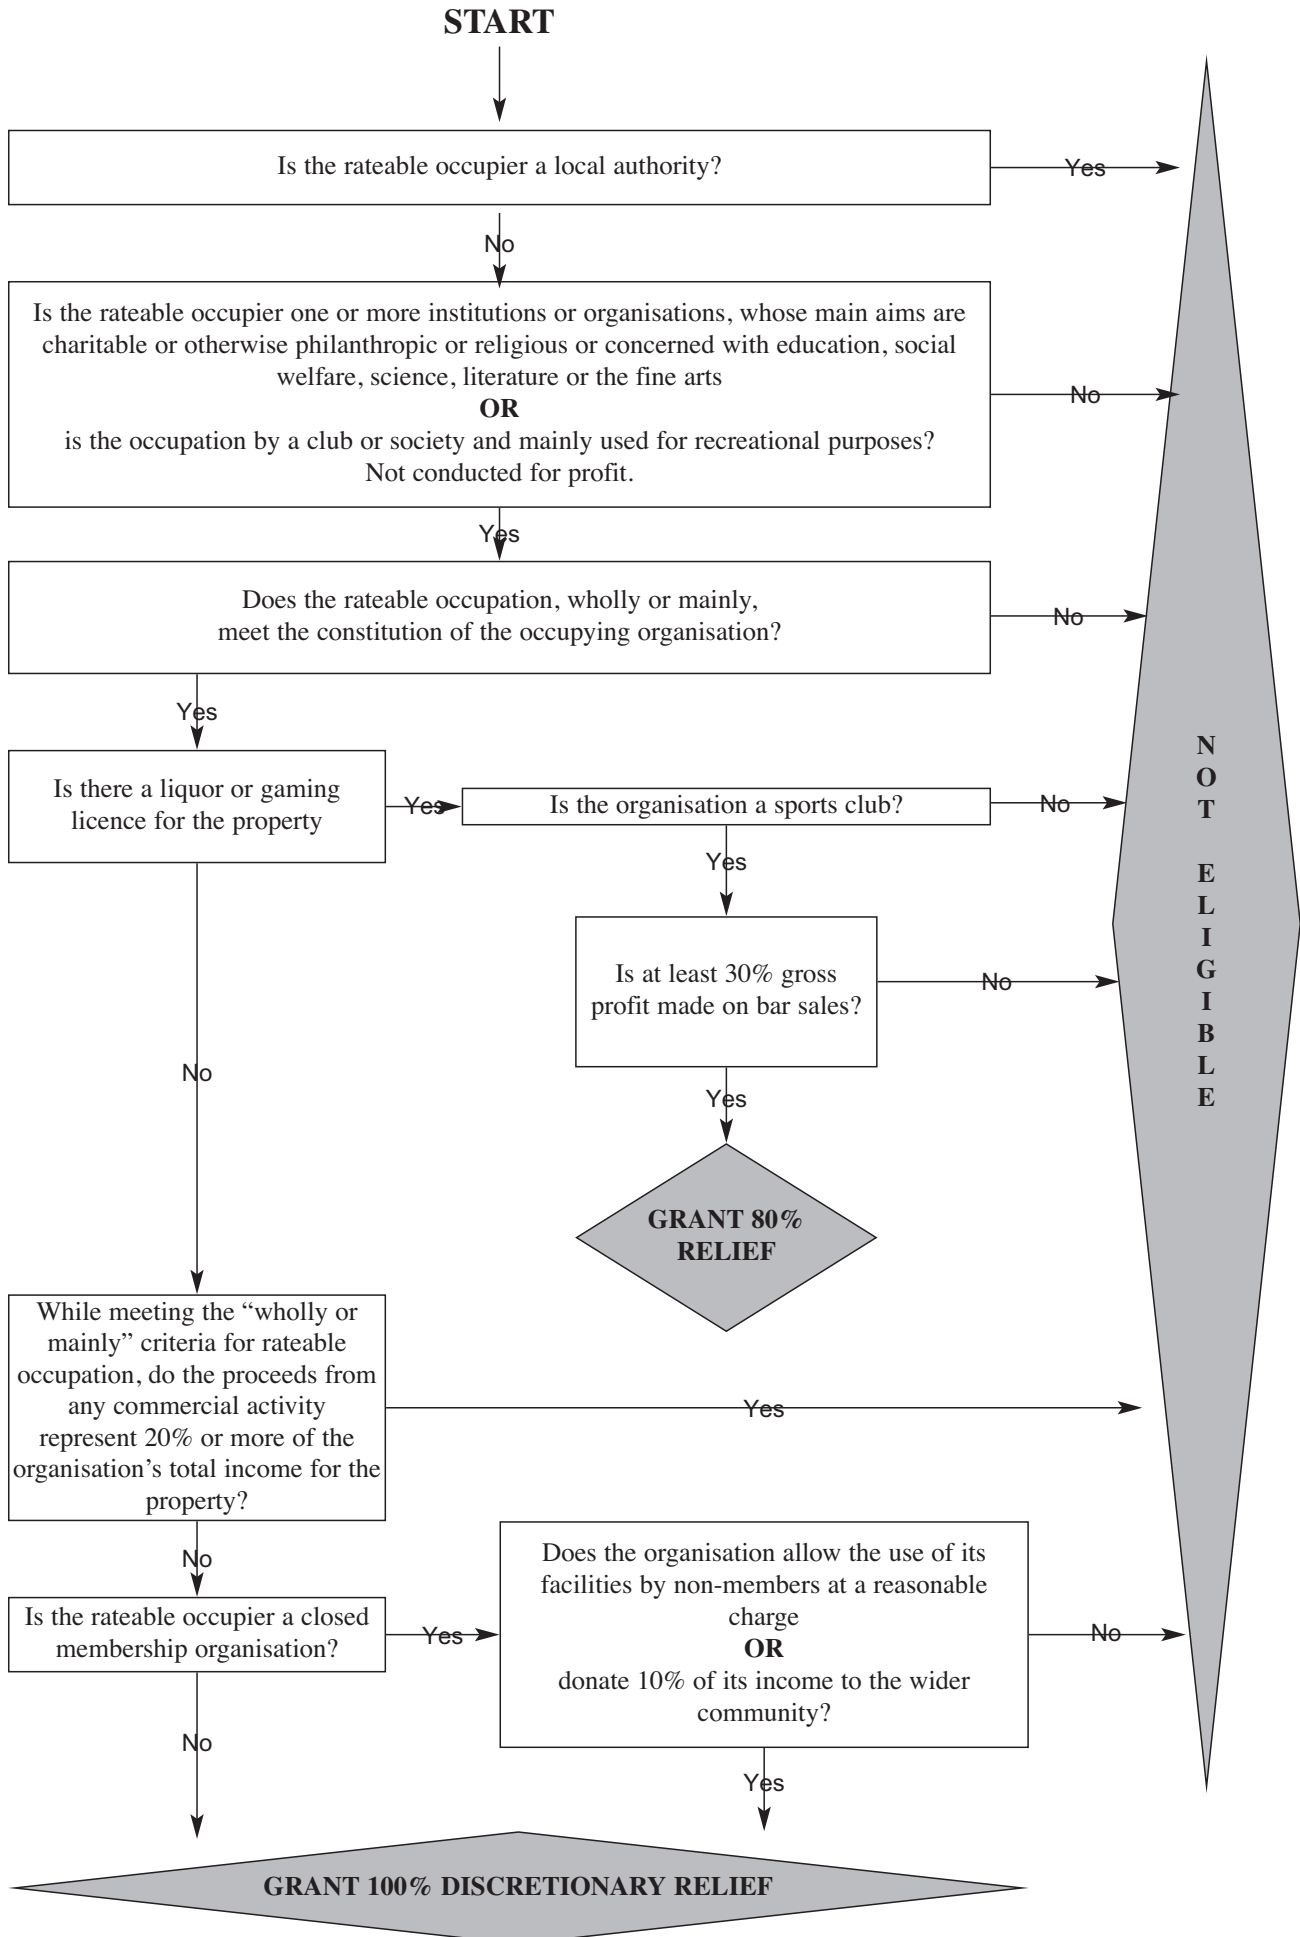 START
Is the rateable occupier a local authority?
Yes
No
Is the rateable occupier one or more institutions or organisations, whose main aims are
charitable or otherwise philanthropic or religious or concerned with education, social
welfare, science, literature or the fine arts
OR
is the occupation by a club or society and mainly used for recreational purposes?
Not conducted for profit.
No
Yes
Does the rateable occupation, wholly or mainly,
meet the constitution of the occupying organisation?
No
Yes
Is there a liquor or gaming
licence for the property
Yes
Is the organisation a sports club?
No
Yes
Is at least 30% gross
profit made on bar sales?
No
Yes
GRANT 80%
RELIEF
No
While meeting the “wholly or
mainly” criteria for rateable
occupation, do the proceeds from
any commercial activity
represent 20% or more of the
organisation’s total income for the
property?
Yes
No
Is the rateable occupier a closed
membership organisation?
Yes
Does the organisation allow the use of its
facilities by non-members at a reasonable
charge
OR
donate 10% of its income to the wider
community?
No
No
Yes
GRANT 100% DISCRETIONARY RELIEF
N
O
T
E
L
I
G
I
B
L
E